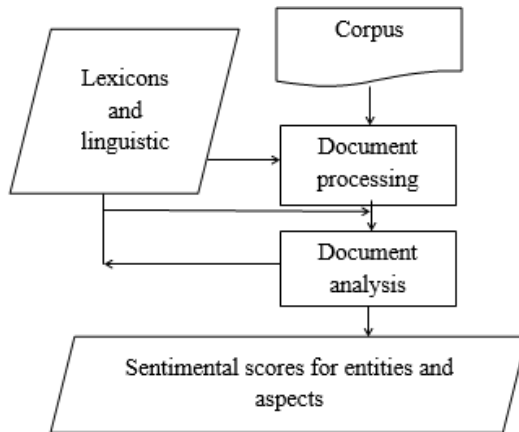 Corpus
Lexicons
and
linguistic
Document
processing
Document
analysis
Sentimental scores for entities and
aspects